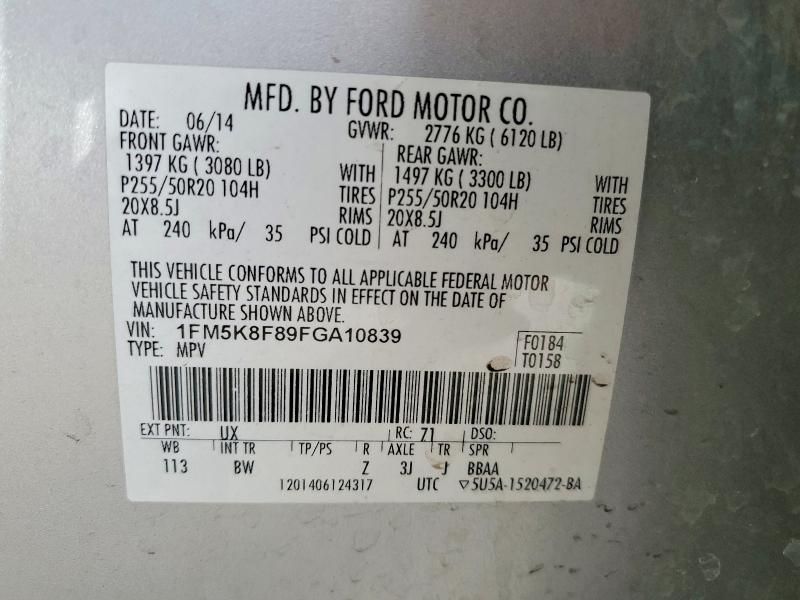 MFD. BY FORD MOTOR CO.
DATE: 06/14 GVWR: 2776 KG ( 6120 LB)
FRONT GAWR: REAR GAWR:
1397 KG ( 3080 LB) WITH 1497 KG ( 3300 LB) WITH
P255/50R20 104H TIRES P255/50R20 104H TIRES
20X8.5J RIMS 20X8.5J RIMS
AT 240 kPa/ 35 PSI COLD AT 240 kPa/ 35 PSI COLD
THIS VEHICLE CONFORMS TO ALL APPLICABLE FEDERAL MOTOR
VEHICLE SAFETY STANDARDS IN EFFECT ON THE DATE OF
MANUFACTURE SHOWN ABOVE.
VIN: 1FM5K8F89FGA10839 F0184
TYPE: MPV T0158
EXT PNT: UX RC: 71 DSO:
WB INT TR TP/PS R AXLE TR SPR
113 BW Z 3J J BBAA
1201406124317 UTC ▽5U5A-1520472-BA